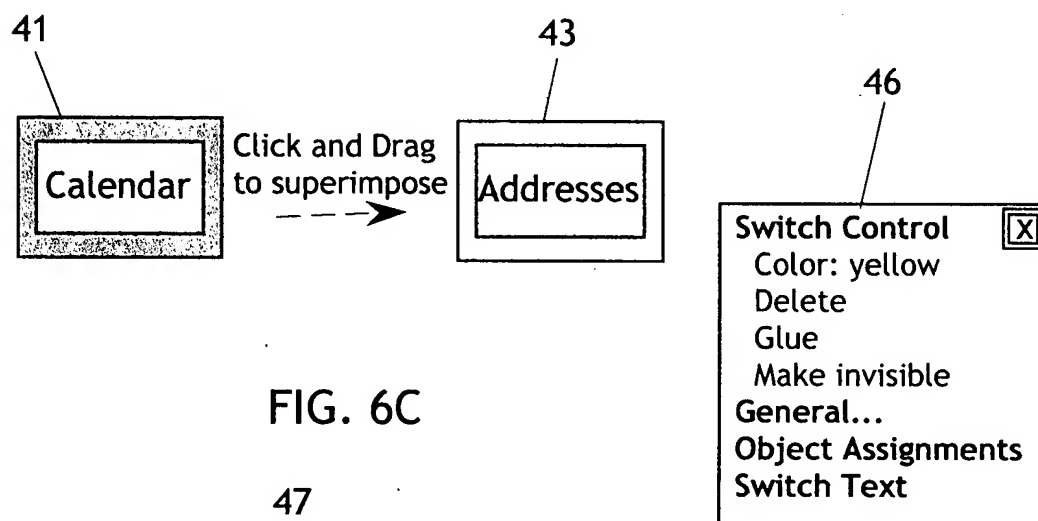 41
43
46
Calendar
Click and Drag
to superimpose
Addresses
Switch Control X
Color: yellow
Delete
Glue
Make invisible
General...
Object Assignments
Switch Text
FIG. 6C
47